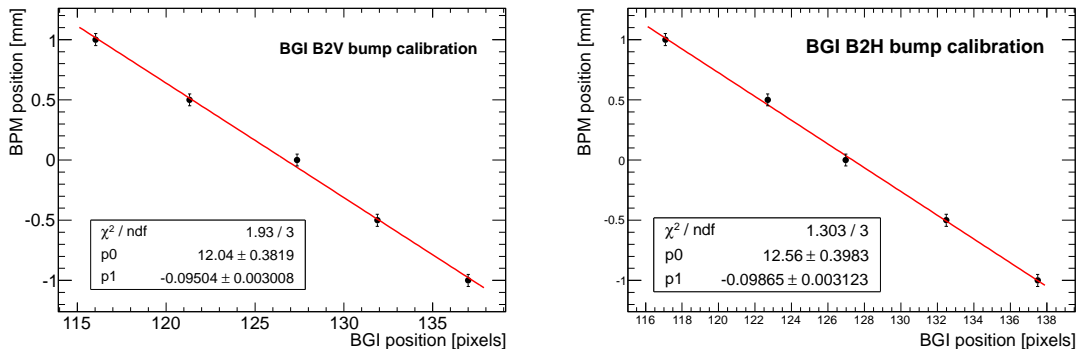 BPM position [mm]
BGI B2V bump calibration
1
0.5
0
-0.5
-1
χ² / ndf 1.93 / 3
p0 12.04 ± 0.3819
p1 -0.09504 ± 0.003008
115 120 125 130 135
BGI position [pixels]
BPM position [mm]
BGI B2H bump calibration
1
0.5
0
-0.5
-1
χ² / ndf 1.303 / 3
p0 12.56 ± 0.3983
p1 -0.09865 ± 0.003123
116 118 120 122 124 126 128 130 132 134 136 138
BGI position [pixels]